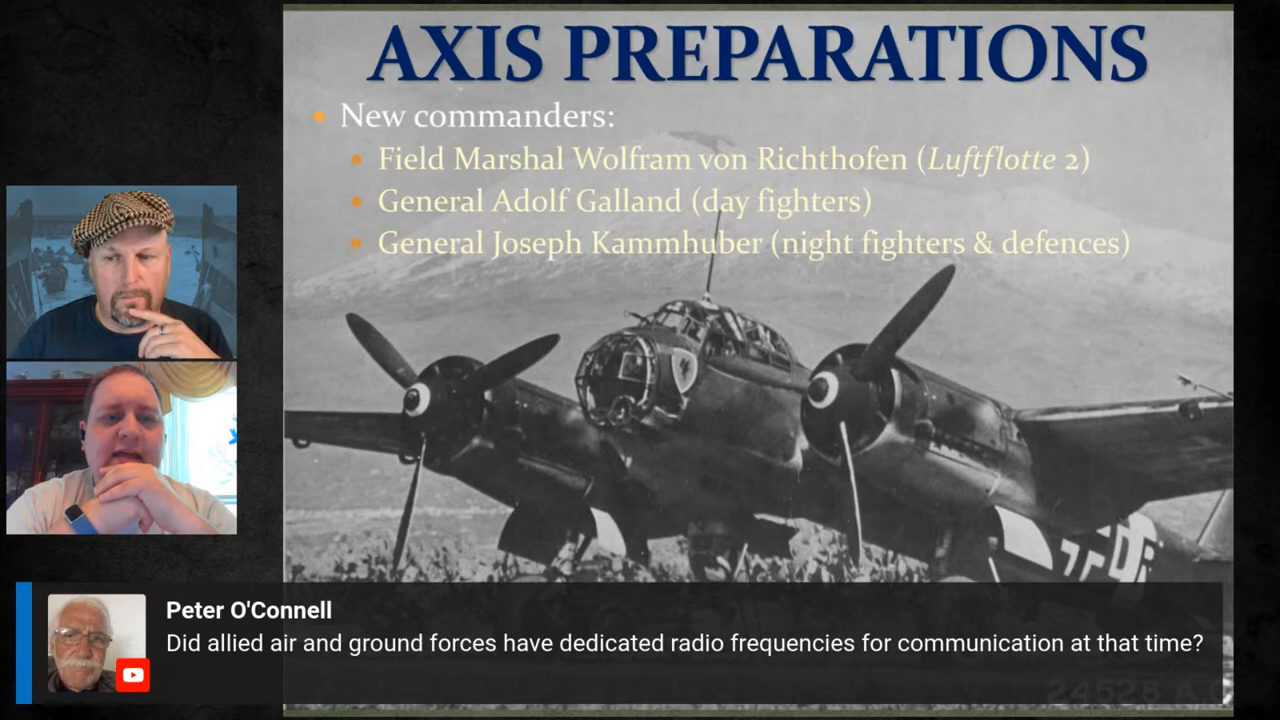 AXIS PREPARATIONS
New commanders:
Field Marshal Wolfram von Richthofen (Luftflotte 2)
General Adolf Galland (day fighters)
General Joseph Kammhuber (night fighters & defences)
Peter O'Connell
Did allied air and ground forces have dedicated radio frequencies for communication at that time?